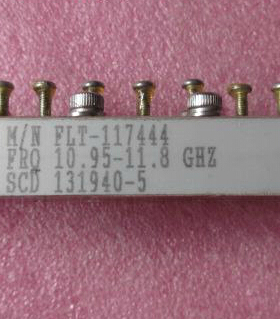 M/N FLT-117444
FRQ 10.95-11.8 GHZ
SCD 131940-5